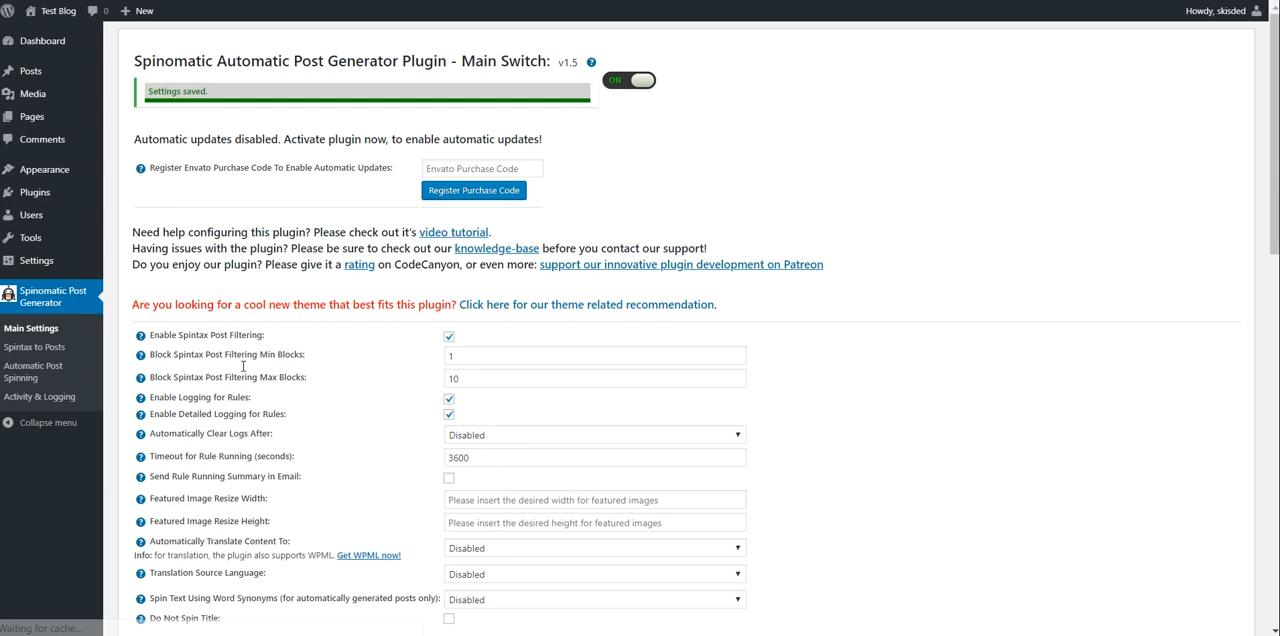 Test Blog 0 New Howdy, skisded
Dashboard
Posts
Media
Pages
Comments
Appearance
Plugins
Users
Tools
Settings
Spinomatic Post
Generator
Main Settings
Spintax to Posts
Automatic Post
Spinning
Activity & Logging
Collapse menu
Spinomatic Automatic Post Generator Plugin - Main Switch: v1.5 ?
ON
Settings saved.
Automatic updates disabled. Activate plugin now, to enable automatic updates!
? Register Envato Purchase Code To Enable Automatic Updates: Envato Purchase Code
Register Purchase Code
Need help configuring this plugin? Please check out it's video tutorial.
Having issues with the plugin? Please be sure to check out our knowledge-base before you contact our support!
Do you enjoy our plugin? Please give it a rating on CodeCanyon, or even more: support our innovative plugin development on Patreon
Are you looking for a cool new theme that best fits this plugin? Click here for our theme related recommendation.
? Enable Spintax Post Filtering:
? Block Spintax Post Filtering Min Blocks: 1
? Block Spintax Post Filtering Max Blocks: 10
? Enable Logging for Rules:
? Enable Detailed Logging for Rules:
? Automatically Clear Logs After: Disabled
? Timeout for Rule Running (seconds): 3600
? Send Rule Running Summary in Email:
? Featured Image Resize Width: Please insert the desired width for featured images
? Featured Image Resize Height: Please insert the desired height for featured images
? Automatically Translate Content To: Disabled
Info: for translation, the plugin also supports WPML. Get WPML now!
? Translation Source Language: Disabled
? Spin Text Using Word Synonyms (for automatically generated posts only): Disabled
? Do Not Spin Title:
Waiting for cache...